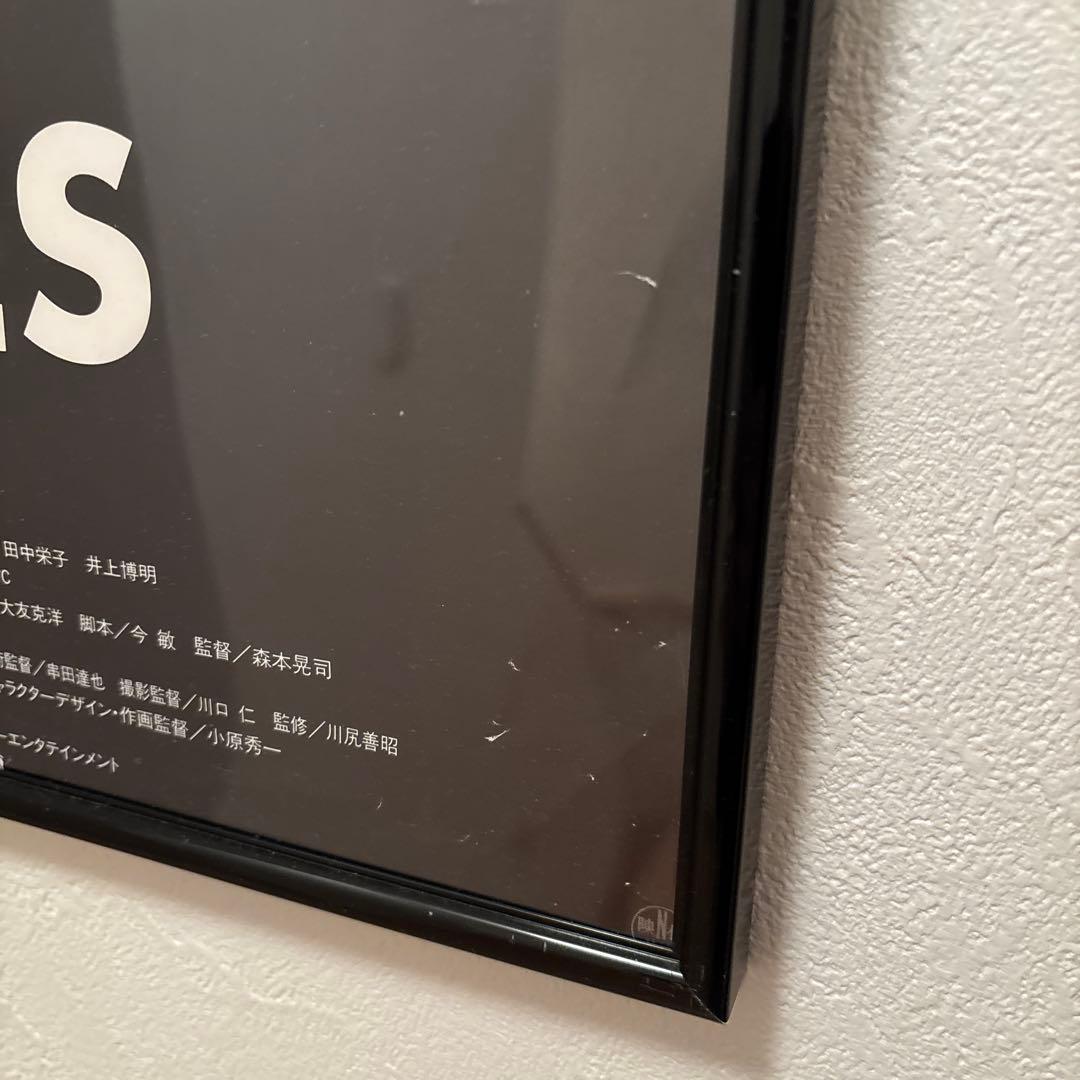 .S
田中栄子 井上博明
C
大友克洋 脚本／今 敏 監督／森本晃司
監督／串田達也 撮影監督／川口 仁 監修／川尻善昭
ラクターデザイン・作画監督／小原秀一
ーエンタテインメント
映N